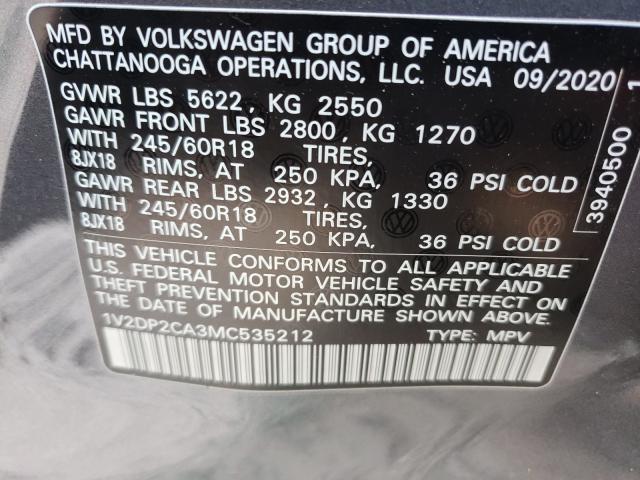 MFD BY VOLKSWAGEN GROUP OF AMERICA
CHATTANOOGA OPERATIONS, LLC. USA 09/2020
GVWR LBS 5622, KG 2550
GAWR FRONT LBS 2800, KG 1270
WITH 245/60R18 TIRES,
8JX18 RIMS, AT 250 KPA, 36 PSI COLD
GAWR REAR LBS 2932, KG 1330
WITH 245/60R18 TIRES,
8JX18 RIMS, AT 250 KPA, 36 PSI COLD
THIS VEHICLE CONFORMS TO ALL APPLICABLE
U.S. FEDERAL MOTOR VEHICLE SAFETY AND
THEFT PREVENTION STANDARDS IN EFFECT ON
THE DATE OF MANUFACTURE SHOWN ABOVE.
1V2DP2CA3MC535212 TYPE: MPV
3940500 1